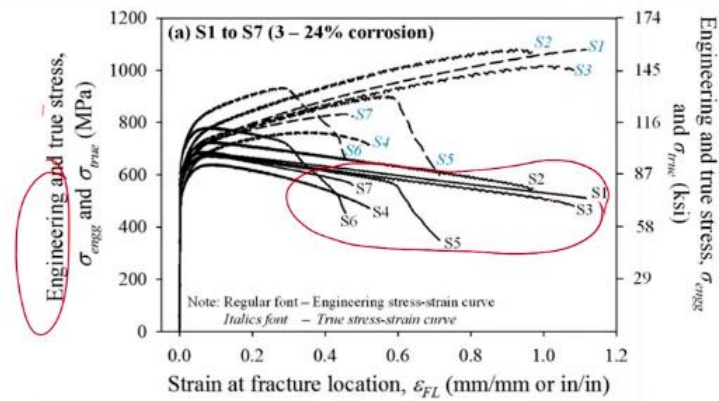 (a) S1 to S7 (3 – 24% corrosion)
Engineering and true stress,
σengg and σtrue (MPa)
1200
1000
800
600
400
200
0
174
145
116
87
58
29
Engineering and true stress, σengg
and σtrue (ksi)
S2
S1
S3
S7
S4
S6
S5
S2
S1
S3
S7
S4
S6
S5
Note: Regular font – Engineering stress-strain curve
Italics font – True stress-strain curve
0.0 0.2 0.4 0.6 0.8 1.0 1.2
Strain at fracture location, εFL (mm/mm or in/in)